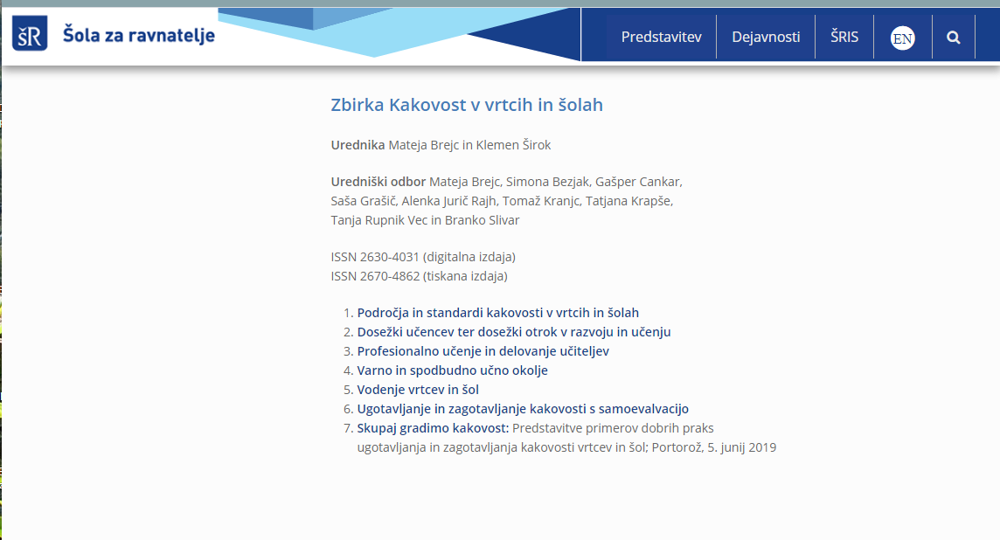 šR Šola za ravnatelje
Predstavitev Dejavnosti ŠRIS EN
Zbirka Kakovost v vrtcih in šolah
Urednika Mateja Brejc in Klemen Širok
Uredniški odbor Mateja Brejc, Simona Bezjak, Gašper Cankar,
Saša Grašič, Alenka Jurič Rajh, Tomaž Kranjc, Tatjana Krapše,
Tanja Rupnik Vec in Branko Slivar
ISSN 2630-4031 (digitalna izdaja)
ISSN 2670-4862 (tiskana izdaja)
1. Področja in standardi kakovosti v vrtcih in šolah
2. Dosežki učencev ter dosežki otrok v razvoju in učenju
3. Profesionalno učenje in delovanje učiteljev
4. Varno in spodbudno učno okolje
5. Vodenje vrtcev in šol
6. Ugotavljanje in zagotavljanje kakovosti s samoevalvacijo
7. Skupaj gradimo kakovost: Predstavitve primerov dobrih praks
ugotavljanja in zagotavljanja kakovosti vrtcev in šol; Portorož, 5. junij 2019